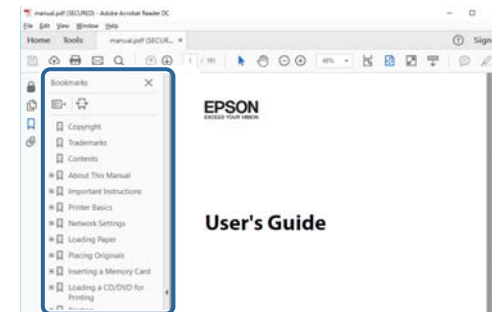 manual.pdf (SECURED) - Adobe Acrobat Reader DC
File Edit View Window Help
Home Tools manual.pdf (SECUR... ×
Sign
Bookmarks
Copyright
Trademarks
Contents
About This Manual
Important Instructions
Printer Basics
Network Settings
Loading Paper
Placing Originals
Inserting a Memory Card
Loading a CD/DVD for
Printing
EPSON
EXCEED YOUR VISION
User's Guide